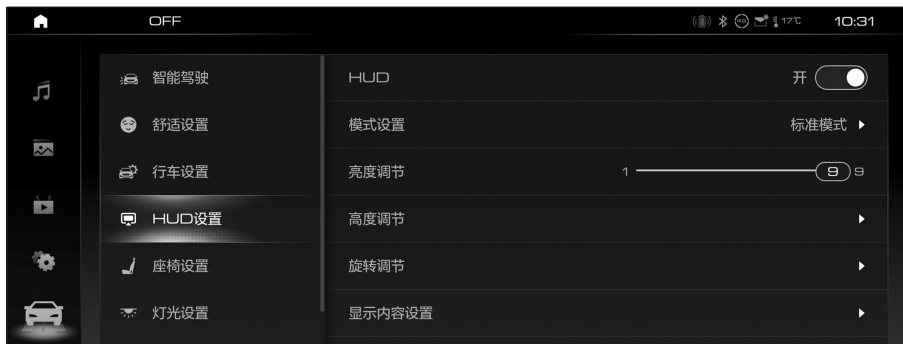 OFF
17℃
10:31
智能驾驶
舒适设置
行车设置
HUD设置
座椅设置
灯光设置
HUD
开
模式设置
标准模式
亮度调节
1
9
9
高度调节
旋转调节
显示内容设置